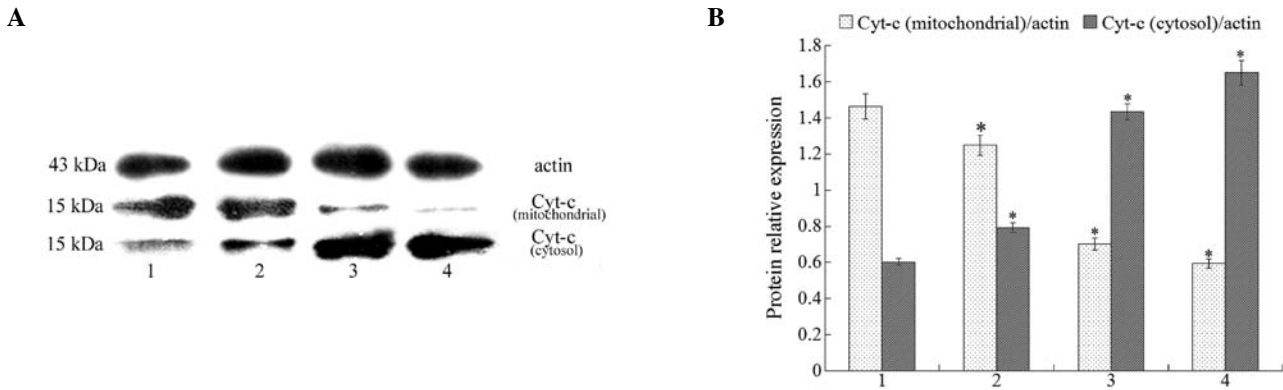 A
43 kDa
actin
15 kDa
Cyt-c
(mitochondrial)
15 kDa
Cyt-c
(cytosol)
1 2 3 4
B
Cyt-c (mitochondrial)/actin Cyt-c (cytosol)/actin
Protein relative expression
1.8
1.6
1.4
1.2
1
0.8
0.6
0.4
0.2
0
* * * * * *
1 2 3 4